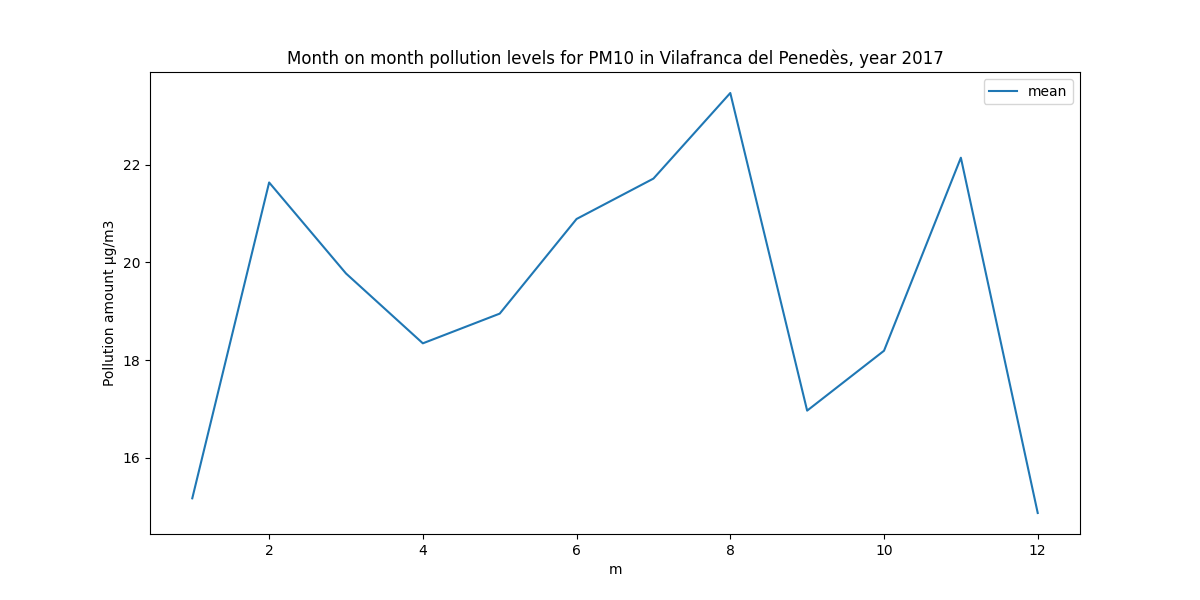 Month on month pollution levels for PM10 in Vilafranca del Penedès, year 2017
mean
Pollution amount µg/m3
22
20
18
16
2 4 6 8 10 12
m